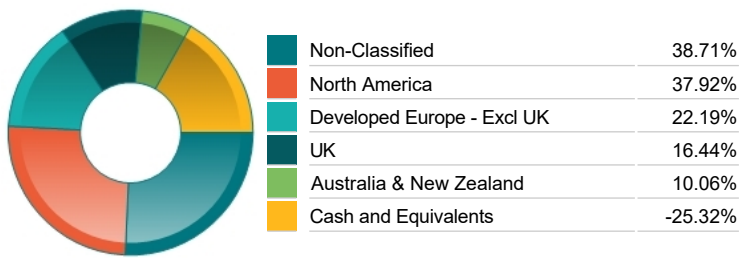 Non-Classified 38.71%
North America 37.92%
Developed Europe - Excl UK 22.19%
UK 16.44%
Australia & New Zealand 10.06%
Cash and Equivalents -25.32%